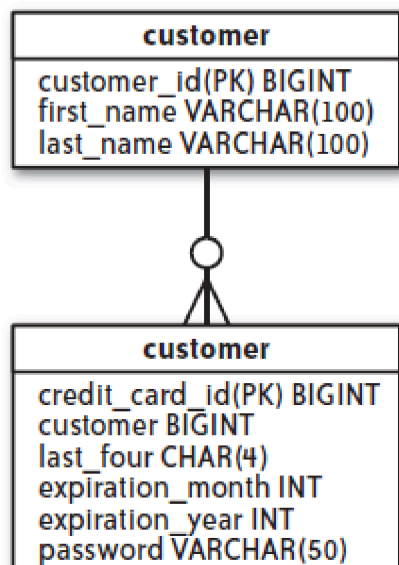 customer
customer_id(PK) BIGINT
first_name VARCHAR(100)
last_name VARCHAR(100)
customer
credit_card_id(PK) BIGINT
customer BIGINT
last_four CHAR(4)
expiration_month INT
expiration_year INT
password VARCHAR(50)